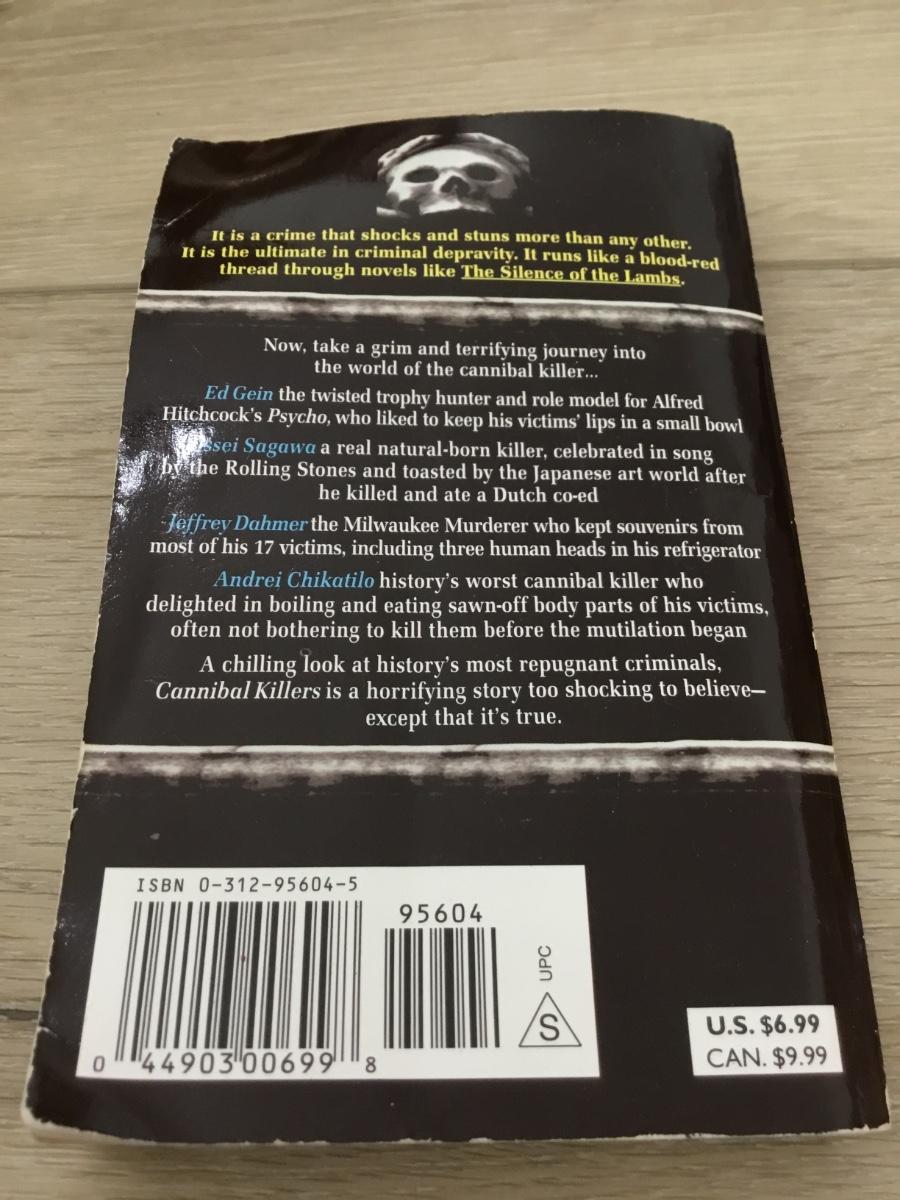 It is a crime that shocks and stuns more than any other.
It is the ultimate in criminal depravity. It runs like a blood-red
thread through novels like The Silence of the Lambs.
Now, take a grim and terrifying journey into
the world of the cannibal killer...
Ed Gein the twisted trophy hunter and role model for Alfred
Hitchcock's Psycho, who liked to keep his victims' lips in a small bowl
Sagawa a real natural-born killer, celebrated in song
by the Rolling Stones and toasted by the Japanese art world after
he killed and ate a Dutch co-ed
Jeffrey Dahmer the Milwaukee Murderer who kept souvenirs from
most of his 17 victims, including three human heads in his refrigerator
Andrei Chikatilo history's worst cannibal killer who
delighted in boiling and eating sawn-off body parts of his victims,
often not bothering to kill them before the mutilation began
A chilling look at history's most repugnant criminals,
Cannibal Killers is a horrifying story too shocking to believe—
except that it's true.
ISBN 0-312-95604-5
95604
UPC
S
0 44903 00699 8
U.S. $6.99
CAN. $9.99